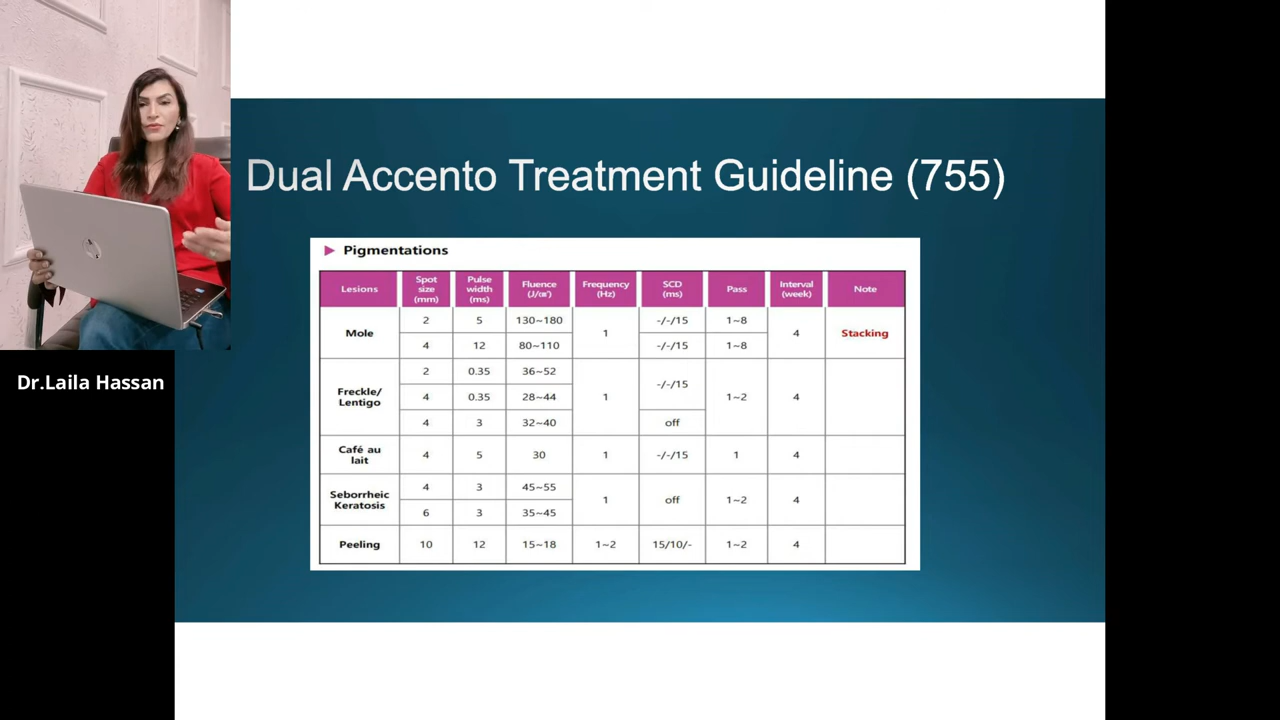 Dual Accento Treatment Guideline (755)
▶ Pigmentations
Lesions Spot size (mm) Pulse width (ms) Fluence (J/㎠) Frequency (Hz) SCD (ms) Pass Interval (week) Note
Mole 2 5 130~180 1 -/-/15 1~8 4 Stacking
4 12 80~110 -/-/15 1~8
Freckle/ Lentigo 2 0.35 36~52 1 -/-/15 1~2 4
4 0.35 28~44
4 3 32~40 off
Café au lait 4 5 30 1 -/-/15 1 4
Seborrheic Keratosis 4 3 45~55 1 off 1~2 4
6 3 35~45
Peeling 10 12 15~18 1~2 15/10/- 1~2 4
Dr.Laila Hassan